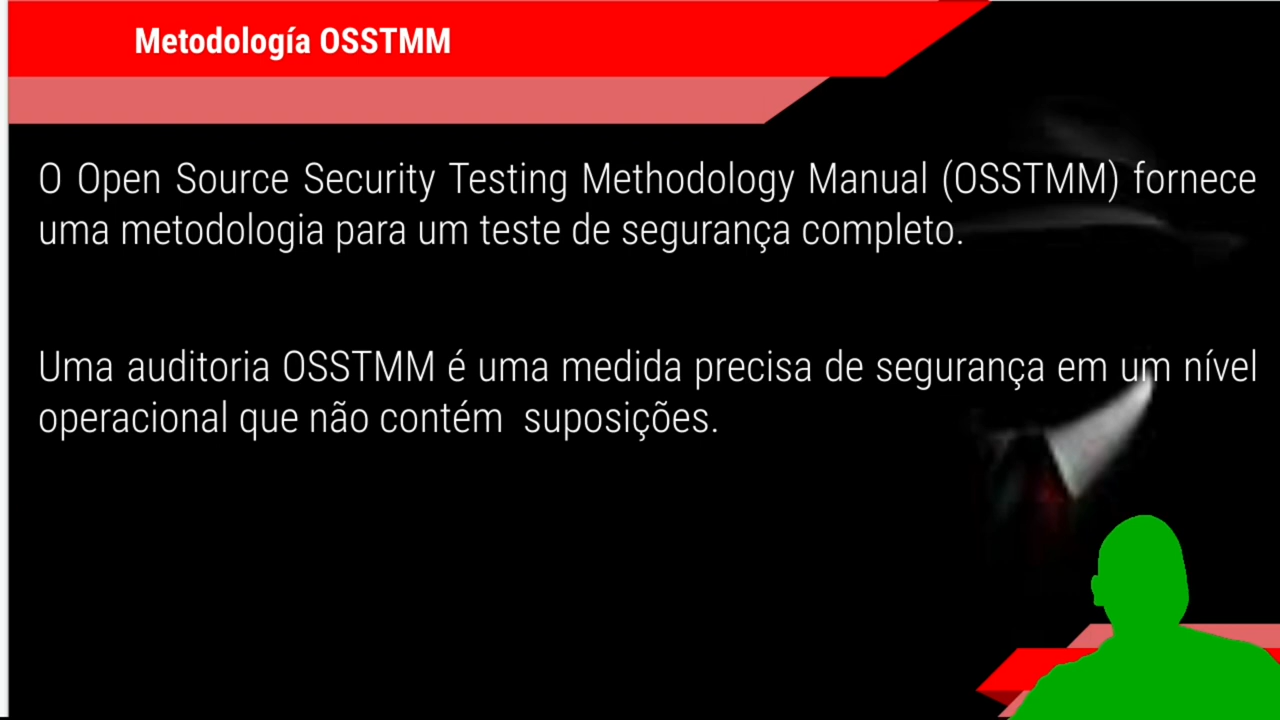 Metodología OSSTMM
O Open Source Security Testing Methodology Manual (OSSTMM) fornece
uma metodologia para um teste de segurança completo.
Uma auditoria OSSTMM é uma medida precisa de segurança em um nível
operacional que não contém  suposições.